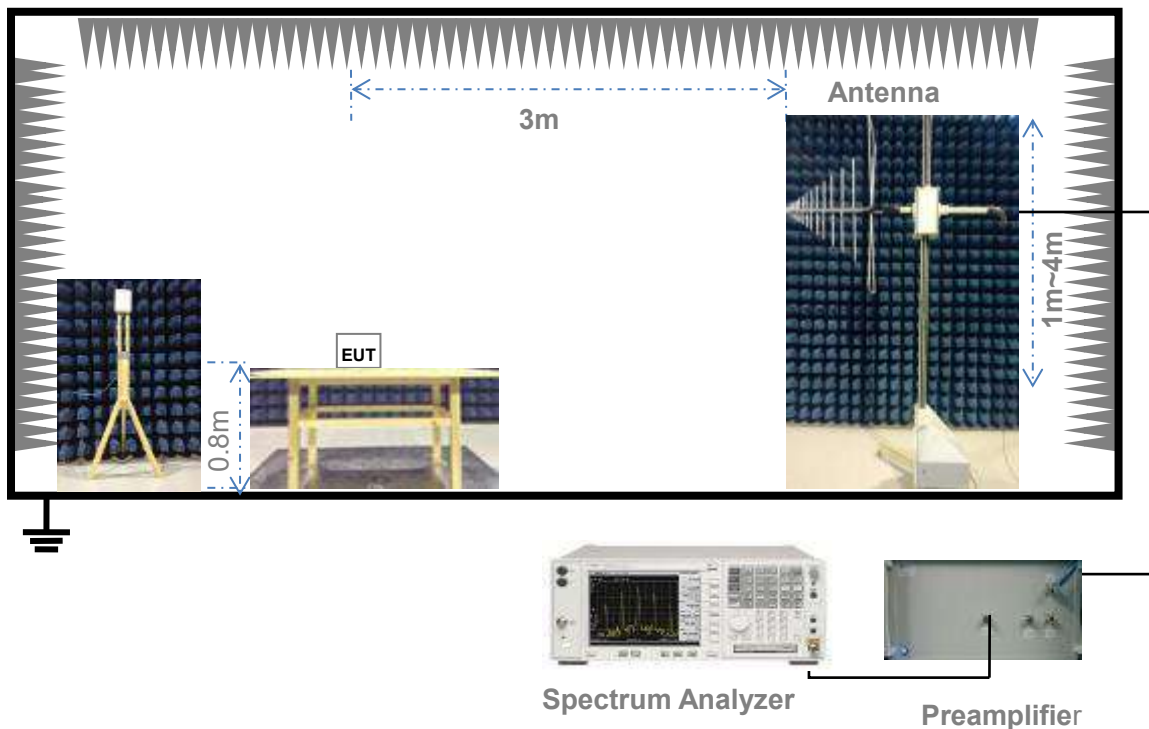 Antenna
3m
1m~4m
EUT
0.8m
Spectrum Analyzer
Preamplifier